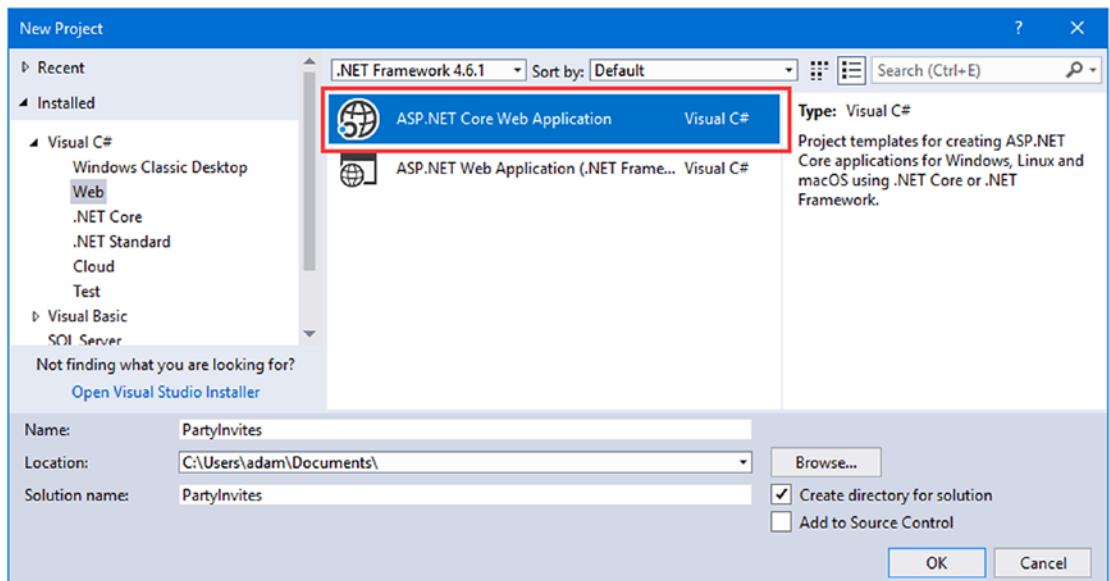 New Project
?
Recent
Installed
Visual C#
Windows Classic Desktop
Web
.NET Core
.NET Standard
Cloud
Test
Visual Basic
SQL Server
Not finding what you are looking for?
Open Visual Studio Installer
.NET Framework 4.6.1 Sort by: Default
ASP.NET Core Web Application Visual C#
ASP.NET Web Application (.NET Frame... Visual C#
Search (Ctrl+E)
Type: Visual C#
Project templates for creating ASP.NET
Core applications for Windows, Linux and
macOS using .NET Core or .NET
Framework.
Name: PartyInvites
Location: C:\Users\adam\Documents\
Browse...
Solution name: PartyInvites
Create directory for solution
Add to Source Control
OK Cancel